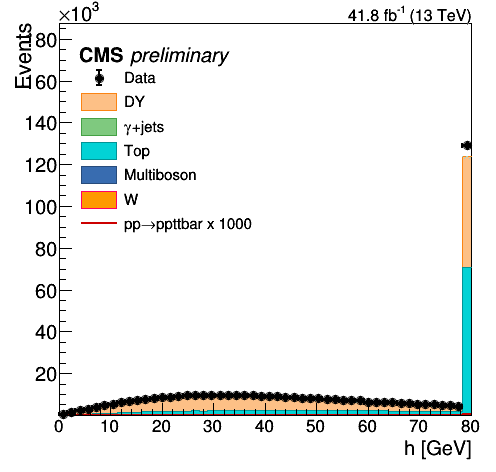 ×10³
41.8 fb⁻¹ (13 TeV)
Events
CMS preliminary
Data
DY
γ+jets
Top
Multiboson
W
pp→ppttbar x 1000
180
160
140
120
100
80
60
40
20
0 10 20 30 40 50 60 70 80
h [GeV]